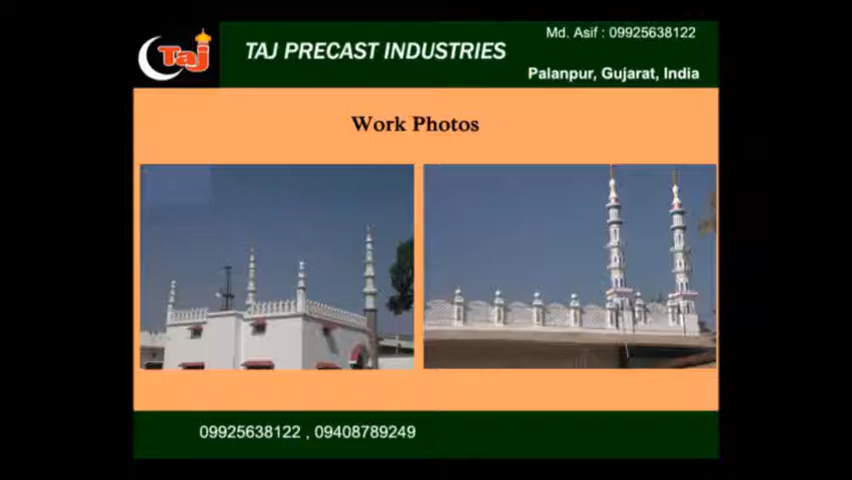 Taj
TAJ PRECAST INDUSTRIES
Md. Asif : 09925638122
Palanpur, Gujarat, India
Work Photos
09925638122 , 09408789249